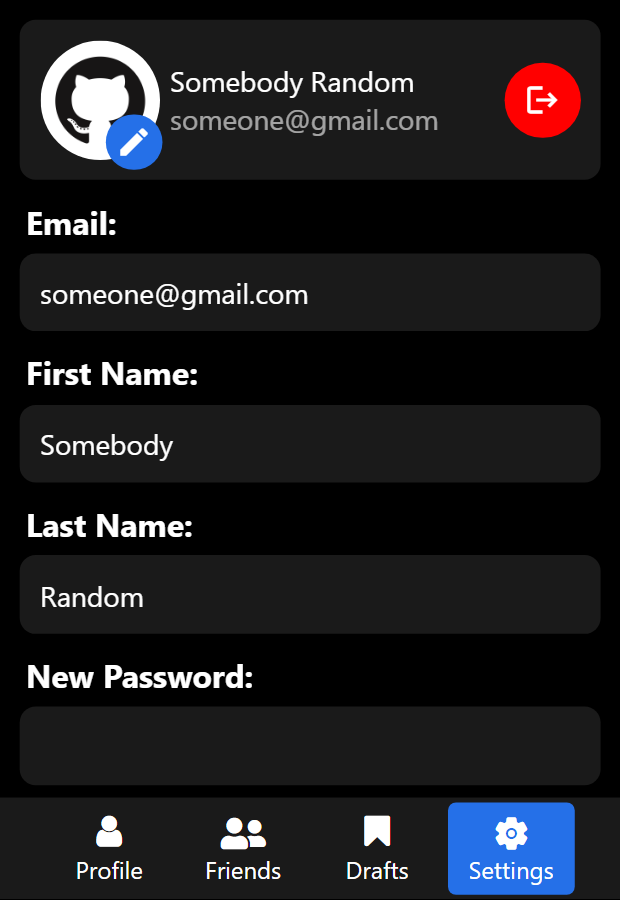 Somebody Random
someone@gmail.com
Email:
someone@gmail.com
First Name:
Somebody
Last Name:
Random
New Password:
Profile Friends Drafts Settings